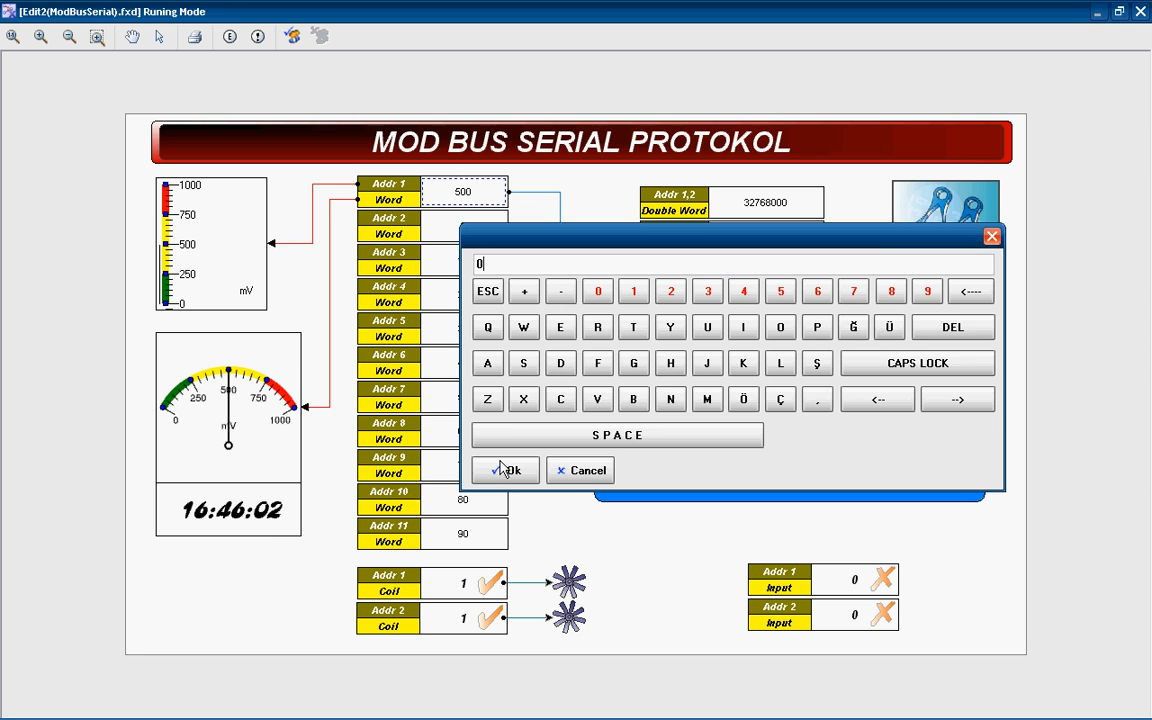 [Edit2(ModBusSerial).fxd] Runing Mode
MOD BUS SERIAL PROTOKOL
1000
750
500
250
0
mV
Addr 1
Word
500
Addr 2
Word
Addr 3
Word
Addr 4
Word
Addr 5
Word
Addr 6
Word
Addr 7
Word
Addr 8
Word
Addr 9
Word
Addr 10
Word
80
Addr 11
Word
90
Addr 1,2
Double Word
32768000
0
ESC + - 0 1 2 3 4 5 6 7 8 9 <----
Q W E R T Y U I O P Ğ Ü DEL
A S D F G H J K L Ş CAPS LOCK
Z X C V B N M Ö Ç . <-- -->
SPACE
Ok Cancel
0
250
500
750
1000
mV
16:46:02
Addr 1
Coil
1
Addr 2
Coil
1
Addr 1
Input
0
Addr 2
Input
0